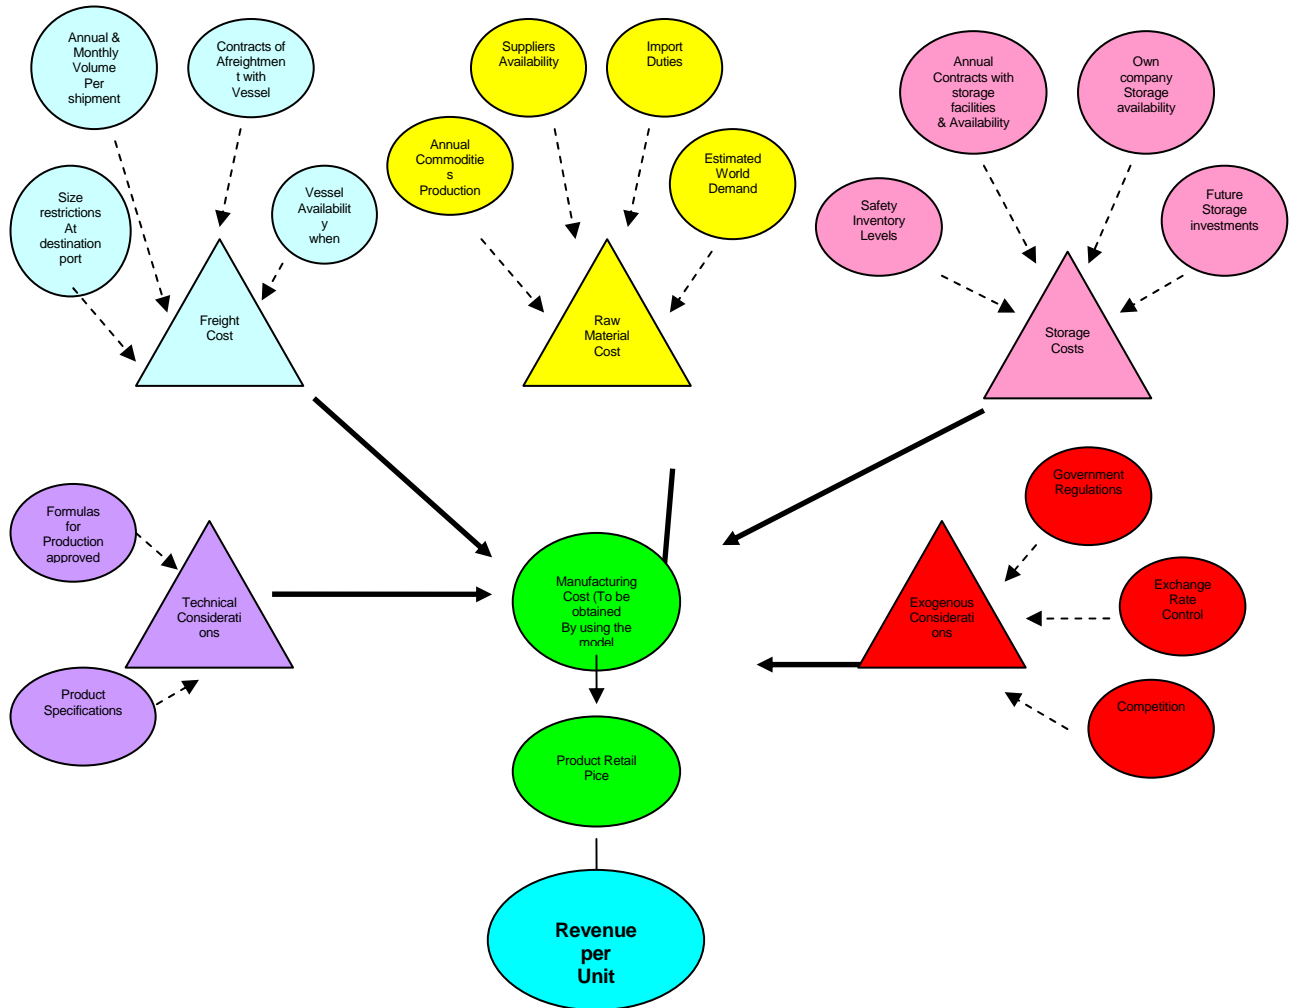 Annual &
Monthly
Volume
Per
shipment
Contracts of
Afreightmen
t with
Vessel
Suppliers
Availability
Import
Duties
Annual
Contracts with
storage
facilities
& Availability
Own
company
Storage
availability
Annual
Commoditie
s
Production
Estimated
World
Demand
Size
restrictions
At
destination
port
Vessel
Availabilit
y
when
Safety
Inventory
Levels
Future
Storage
investments
Freight
Cost
Raw
Material
Cost
Storage
Costs
Formulas
for
Production
approved
Government
Regulations
Technical
Considerati
ons
Manufacturing
Cost (To be
obtained
By using the
model
Exogenous
Considerati
ons
Exchange
Rate
Control
Product
Specifications
Competition
Product Retail
Pice
Revenue
per
Unit